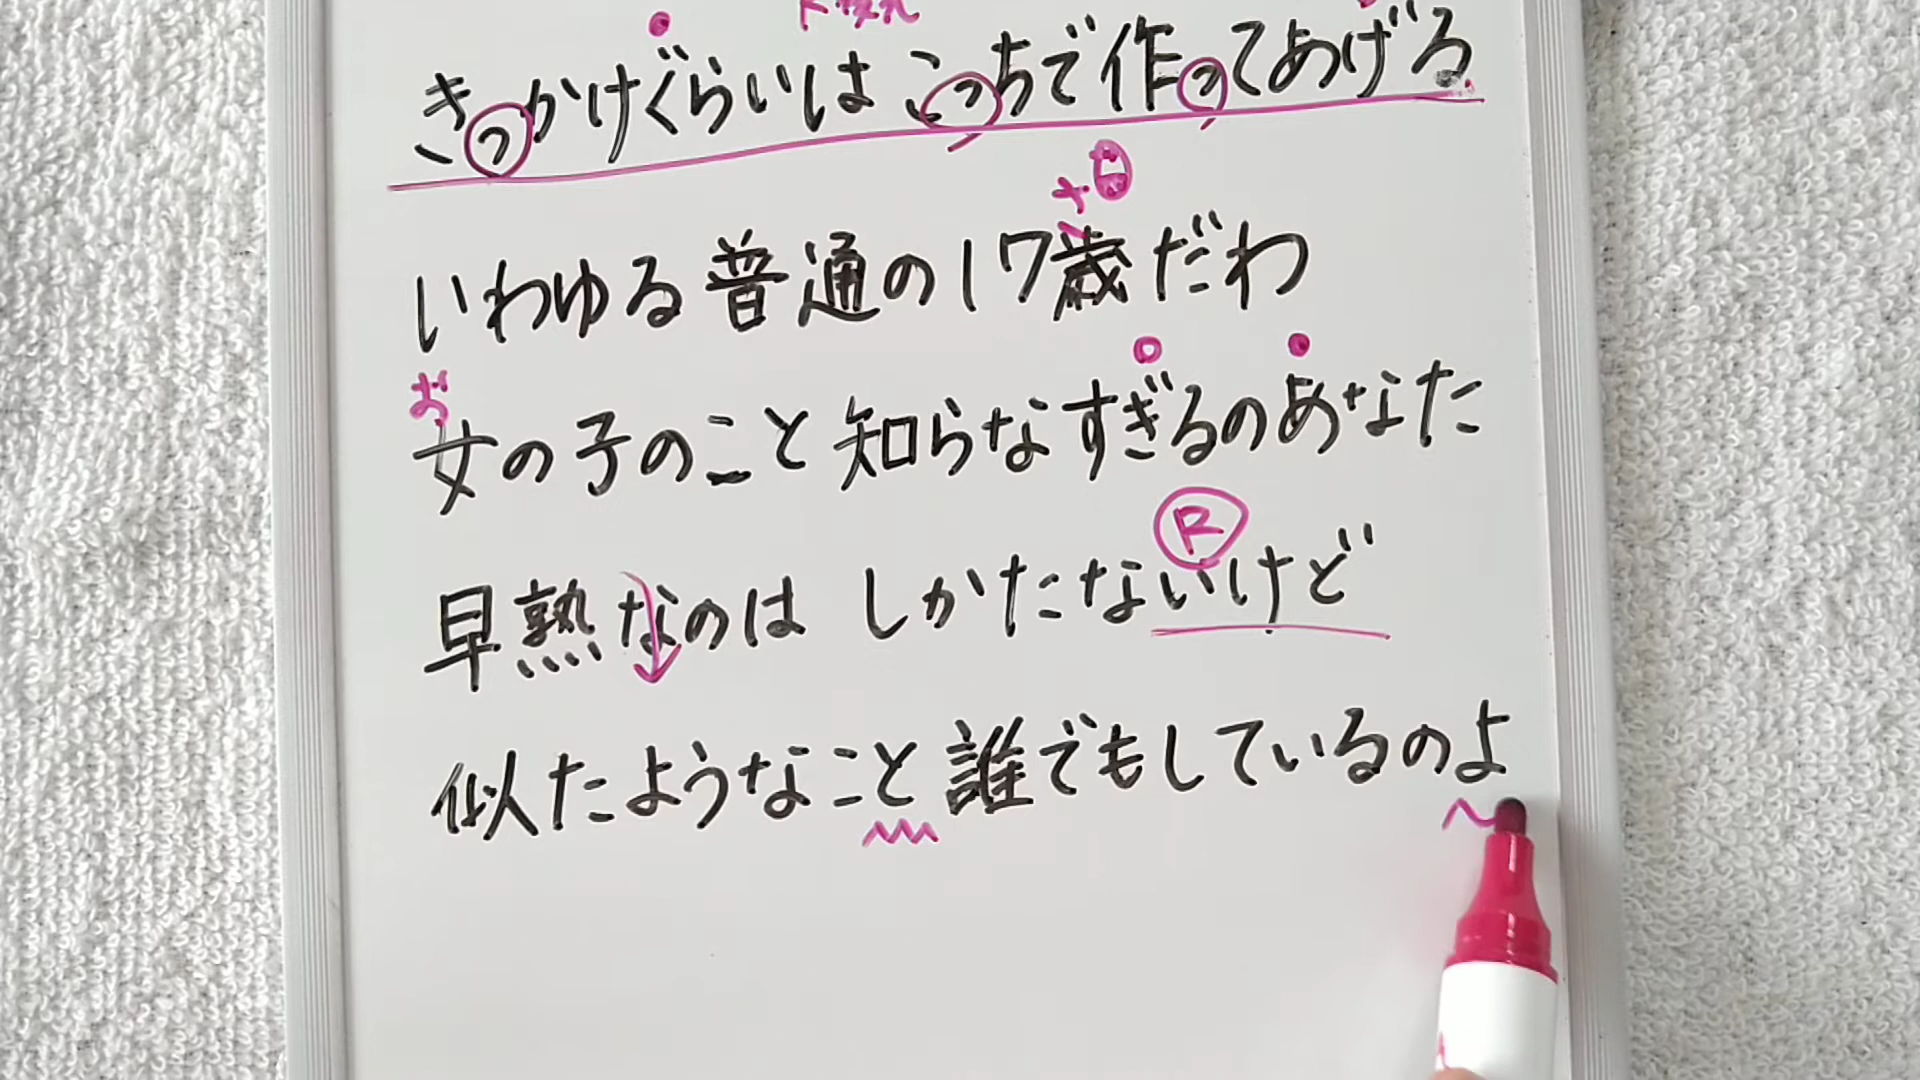 きっかけぐらいは こっちで作ってあげる
いわゆる普通の17歳だわ
お
女の子のこと 知らなすぎるのあなた
R
早熟なのは しかたないけど
似たようなこと 誰でもしているのよ